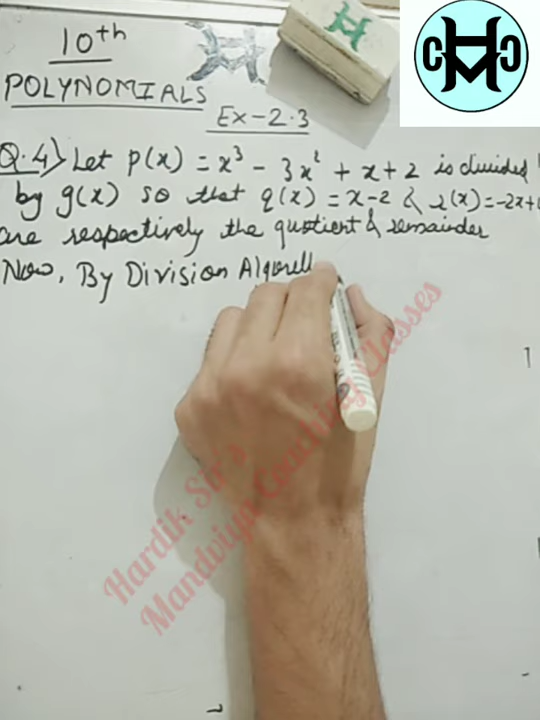 10th
POLYNOMIALS
Ex-2.3
Q.4) Let p(x) = x³ - 3x² + x + 2 is divided
by g(x) so that q(x) = x-2 & r(x) = -2x+
are respectively the quotient & remainder
Now, By Division
Hardik Sir's
Mandviya Coaching Classes